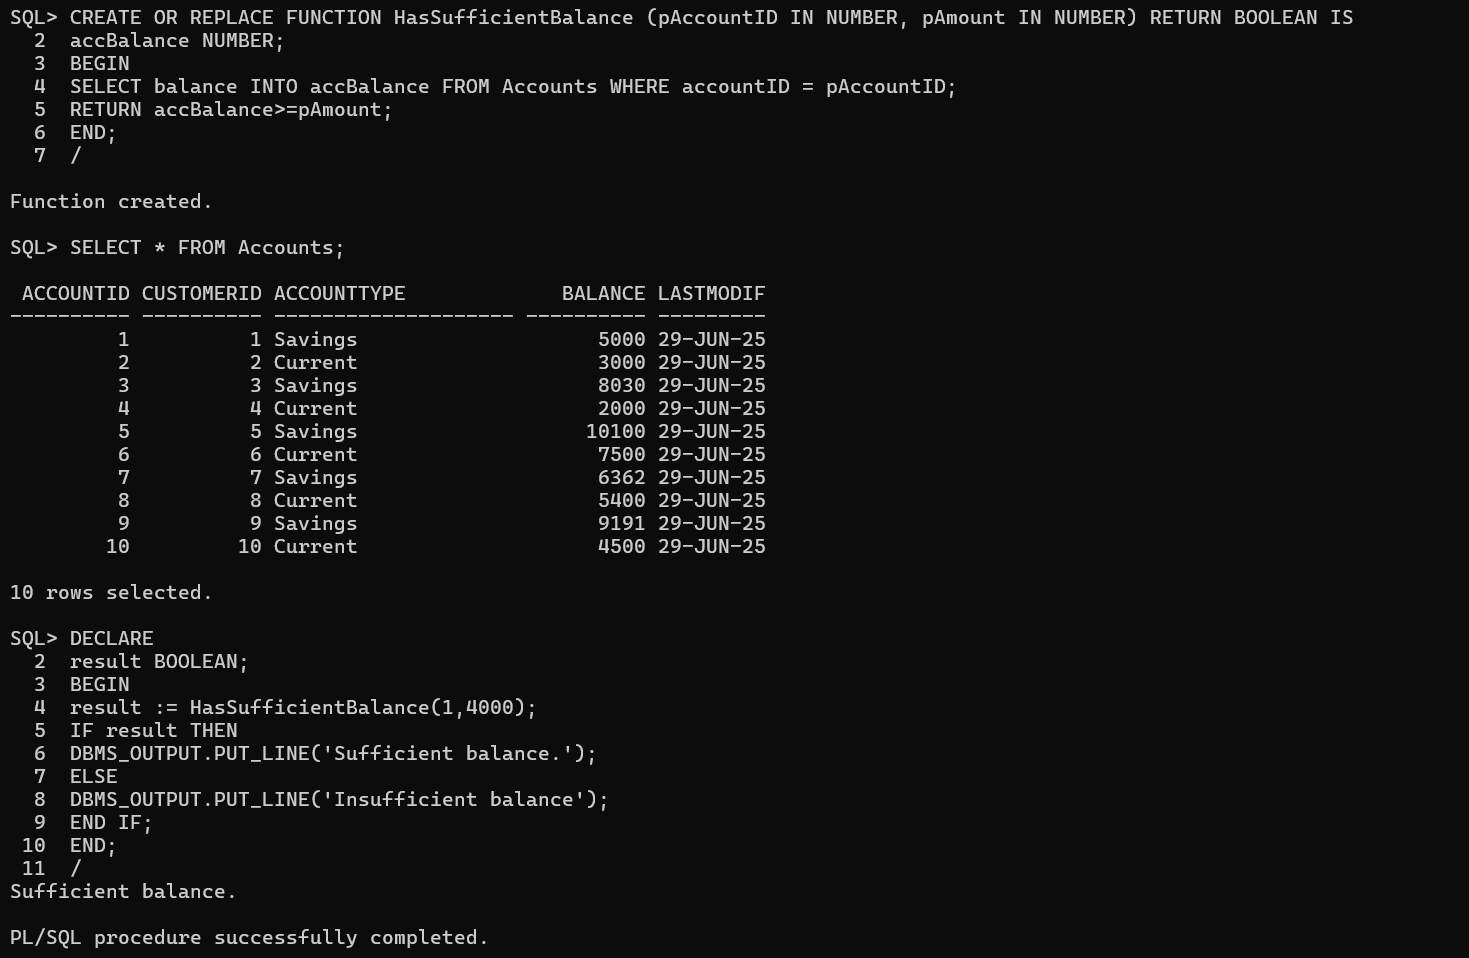 SQL> CREATE OR REPLACE FUNCTION HasSufficientBalance (pAccountID IN NUMBER, pAmount IN NUMBER) RETURN BOOLEAN IS
  2  accBalance NUMBER;
  3  BEGIN
  4  SELECT balance INTO accBalance FROM Accounts WHERE accountID = pAccountID;
  5  RETURN accBalance>=pAmount;
  6  END;
  7  /

Function created.

SQL> SELECT * FROM Accounts;

 ACCOUNTID CUSTOMERID ACCOUNTTYPE             BALANCE LASTMODIF
---------- ---------- -------------------- ---------- ---------
         1          1 Savings                    5000 29-JUN-25
         2          2 Current                    3000 29-JUN-25
         3          3 Savings                    8030 29-JUN-25
         4          4 Current                    2000 29-JUN-25
         5          5 Savings                   10100 29-JUN-25
         6          6 Current                    7500 29-JUN-25
         7          7 Savings                    6362 29-JUN-25
         8          8 Current                    5400 29-JUN-25
         9          9 Savings                    9191 29-JUN-25
        10         10 Current                    4500 29-JUN-25

10 rows selected.

SQL> DECLARE
  2  result BOOLEAN;
  3  BEGIN
  4  result := HasSufficientBalance(1,4000);
  5  IF result THEN
  6  DBMS_OUTPUT.PUT_LINE('Sufficient balance.');
  7  ELSE
  8  DBMS_OUTPUT.PUT_LINE('Insufficient balance');
  9  END IF;
 10  END;
 11  /
Sufficient balance.

PL/SQL procedure successfully completed.